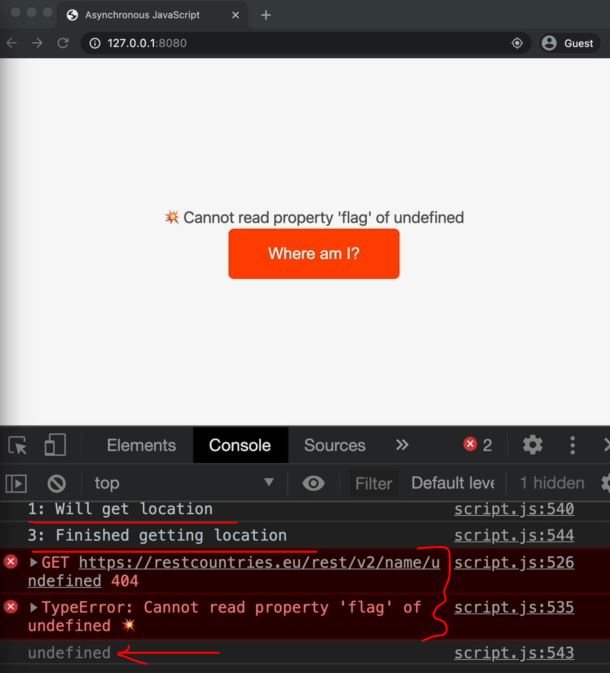 Asynchronous JavaScript
127.0.0.1:8080
Guest
💥 Cannot read property 'flag' of undefined
Where am I?
Elements Console Sources » 2
top Filter Default leve 1 hidden
1: Will get location script.js:540
3: Finished getting location script.js:544
GET https://restcountries.eu/rest/v2/name/u script.js:526
ndefined 404
TypeError: Cannot read property 'flag' of script.js:535
undefined 💥
undefined script.js:543